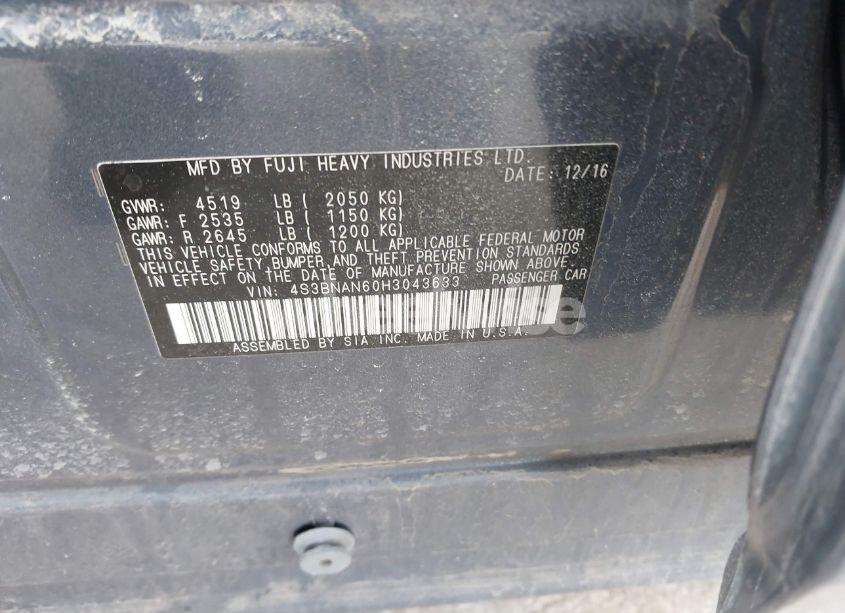 MFD BY FUJI HEAVY INDUSTRIES LTD.
DATE: 12/16
GVWR: 4519 LB ( 2050 KG)
GAWR: F 2535 LB ( 1150 KG)
GAWR: R 2645 LB ( 1200 KG)
THIS VEHICLE CONFORMS TO ALL APPLICABLE FEDERAL MOTOR
VEHICLE SAFETY, BUMPER, AND THEFT PREVENTION STANDARDS
IN EFFECT ON THE DATE OF MANUFACTURE SHOWN ABOVE.
VIN: 4S3BNAN60H3043633 PASSENGER CAR
ASSEMBLED BY SIA INC. MADE IN U.S.A.